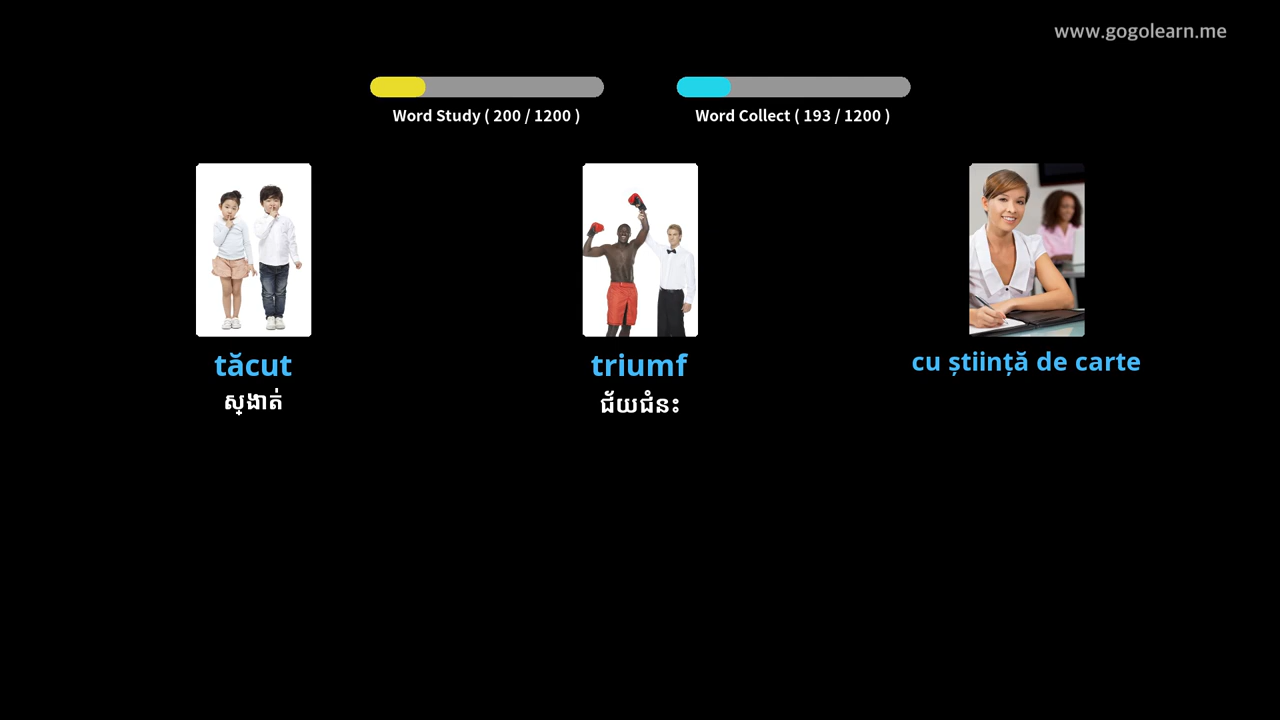 www.gogolearn.me
Word Study ( 200 / 1200 )
Word Collect ( 193 / 1200 )
tăcut
triumf
cu știință de carte
ស្ងាត់
ជ័យជំនះ